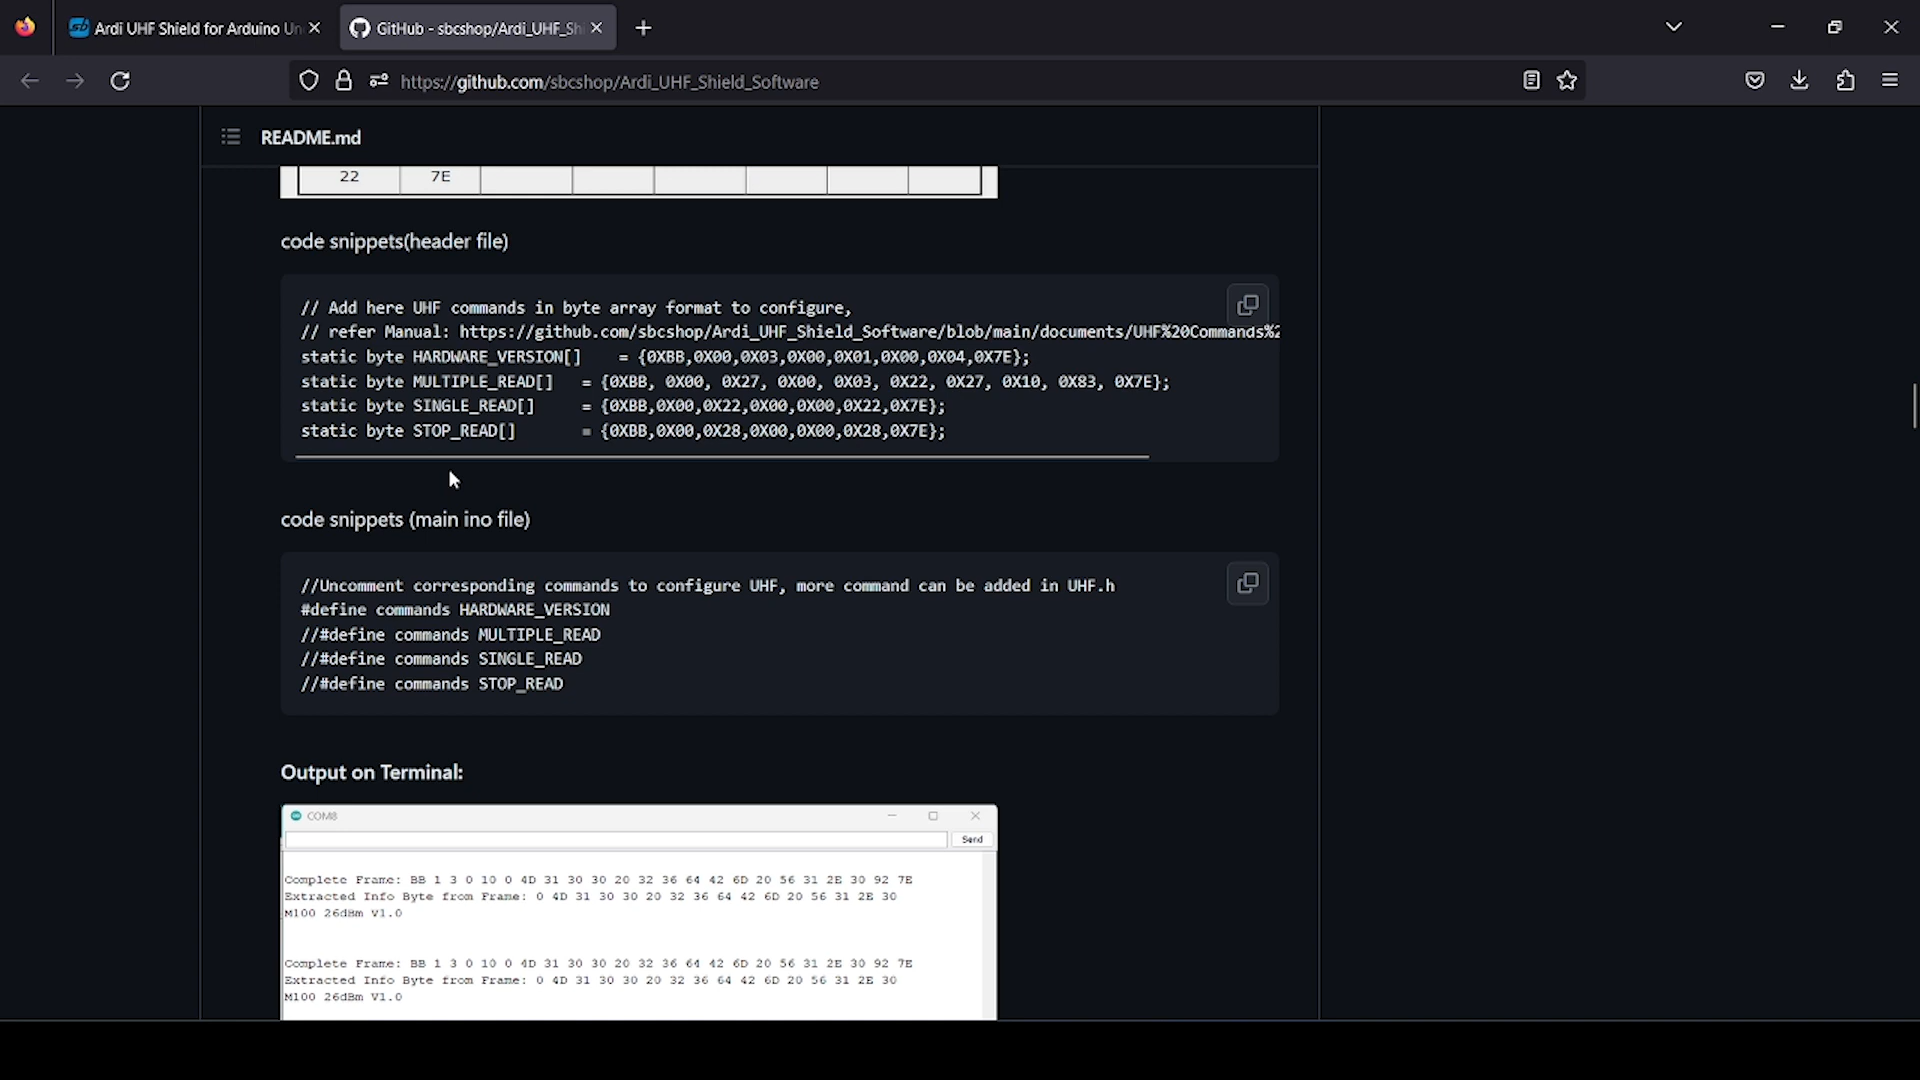 Ardi UHF Shield for Arduino Un
GitHub - sbcshop/Ardi_UHF_Shi
https://github.com/sbcshop/Ardi_UHF_Shield_Software
README.md
22 7E
code snippets(header file)
// Add here UHF commands in byte array format to configure,
// refer Manual: https://github.com/sbcshop/Ardi_UHF_Shield_Software/blob/main/documents/UHF%20Commands%2
static byte HARDWARE_VERSION[] = {0XBB,0X00,0X03,0X00,0X01,0X00,0X04,0X7E};
static byte MULTIPLE_READ[] = {0XBB, 0X00, 0X27, 0X00, 0X03, 0X22, 0X27, 0X10, 0X83, 0X7E};
static byte SINGLE_READ[] = {0XBB,0X00,0X22,0X00,0X00,0X22,0X7E};
static byte STOP_READ[] = {0XBB,0X00,0X28,0X00,0X00,0X28,0X7E};
code snippets (main ino file)
//Uncomment corresponding commands to configure UHF, more command can be added in UHF.h
#define commands HARDWARE_VERSION
//#define commands MULTIPLE_READ
//#define commands SINGLE_READ
//#define commands STOP_READ
Output on Terminal:
COM8
Send
Complete Frame: BB 1 3 0 10 0 4D 31 30 30 20 32 36 64 42 6D 20 56 31 2E 30 92 7E
Extracted Info Byte from Frame: 0 4D 31 30 30 20 32 36 64 42 6D 20 56 31 2E 30
M100 26dBm V1.0
Complete Frame: BB 1 3 0 10 0 4D 31 30 30 20 32 36 64 42 6D 20 56 31 2E 30 92 7E
Extracted Info Byte from Frame: 0 4D 31 30 30 20 32 36 64 42 6D 20 56 31 2E 30
M100 26dBm V1.0